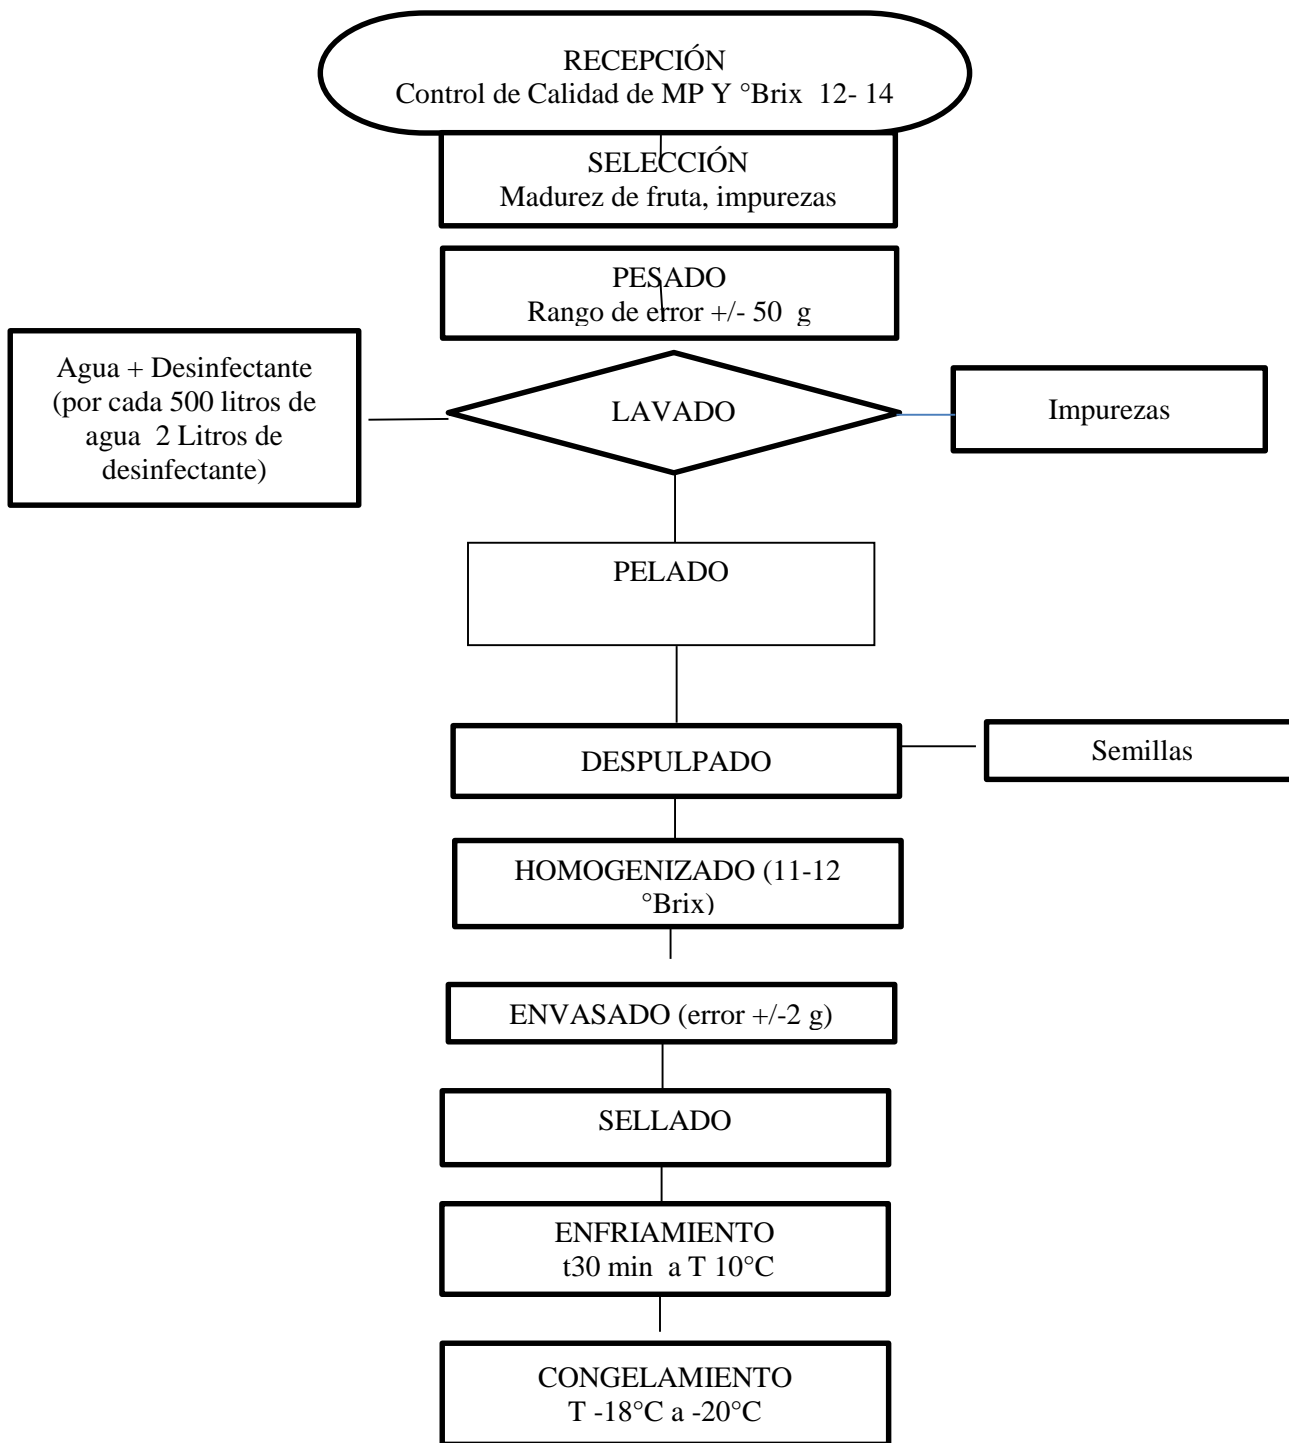 RECEPCIÓN
Control de Calidad de MP Y °Brix  12- 14
SELECCIÓN
Madurez de fruta, impurezas
PESADO
Rango de error +/- 50  g
Agua + Desinfectante
(por cada 500 litros de
agua  2 Litros de
desinfectante)
LAVADO
Impurezas
PELADO
DESPULPADO
Semillas
HOMOGENIZADO (11-12
°Brix)
ENVASADO (error +/-2 g)
SELLADO
ENFRIAMIENTO
t30 min  a T 10°C
CONGELAMIENTO
T -18°C a -20°C